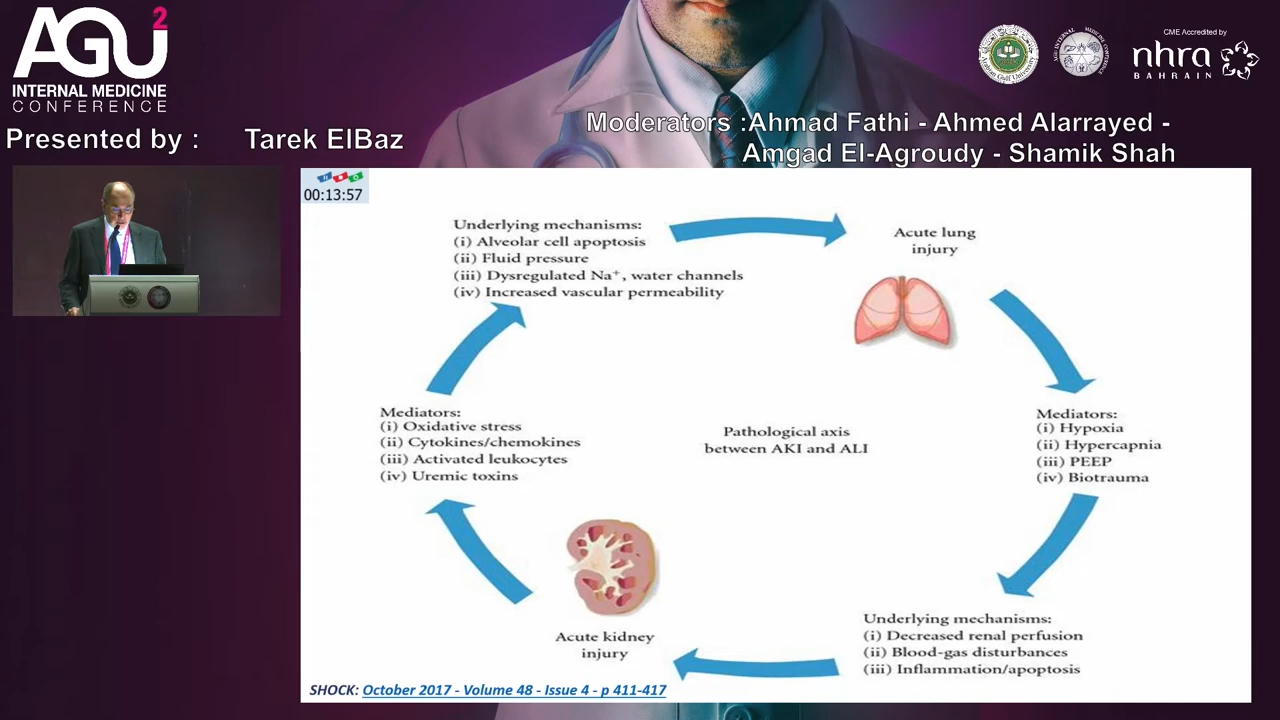 AGU2
INTERNAL MEDICINE
CONFERENCE
CME Accredited by
nhra
BAHRAIN
Presented by : Tarek ElBaz
Moderators :Ahmad Fathi - Ahmed Alarrayed -
Amgad El-Agroudy - Shamik Shah
00:13:57
Underlying mechanisms:
(i) Alveolar cell apoptosis
(ii) Fluid pressure
(iii) Dysregulated Na⁺, water channels
(iv) Increased vascular permeability
Acute lung
injury
Mediators:
(i) Hypoxia
(ii) Hypercapnia
(iii) PEEP
(iv) Biotrauma
Underlying mechanisms:
(i) Decreased renal perfusion
(ii) Blood-gas disturbances
(iii) Inflammation/apoptosis
Acute kidney
injury
Mediators:
(i) Oxidative stress
(ii) Cytokines/chemokines
(iii) Activated leukocytes
(iv) Uremic toxins
Pathological axis
between AKI and ALI
SHOCK: October 2017 - Volume 48 - Issue 4 - p 411-417